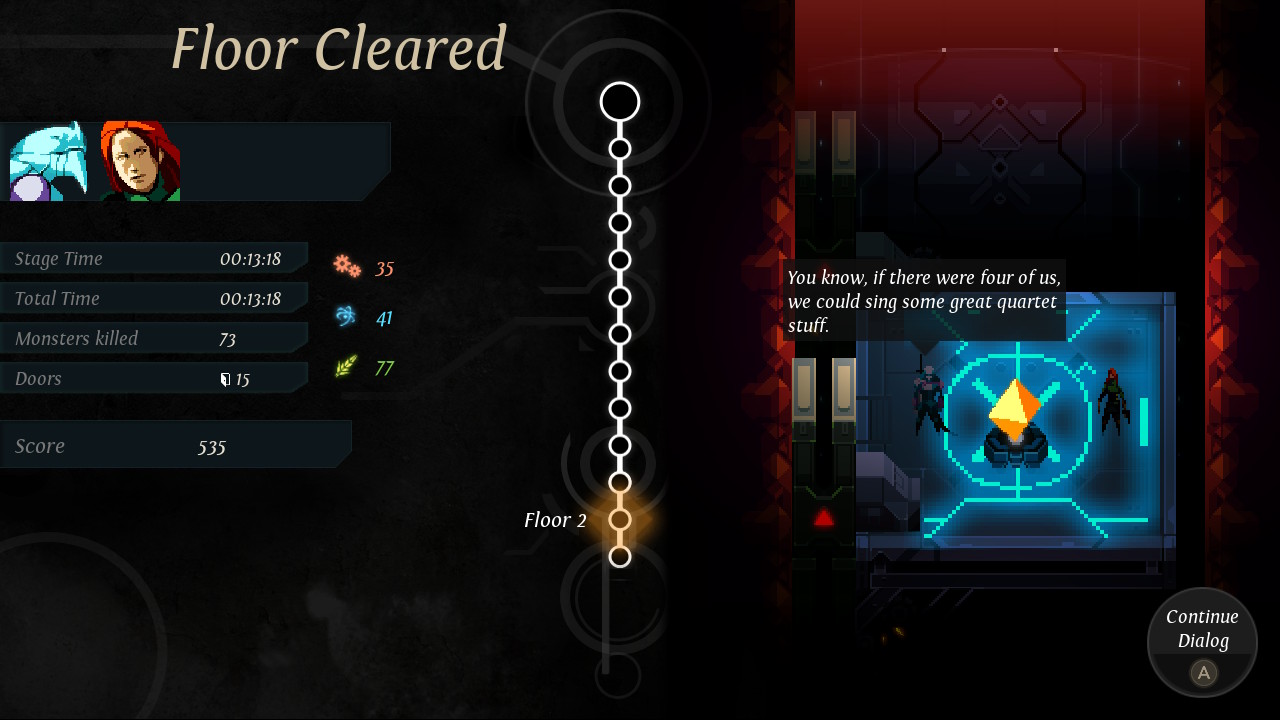 Floor Cleared
Stage Time 00:13:18
Total Time 00:13:18
Monsters killed 73
Doors 15
35
41
77
Score 535
Floor 2
You know, if there were four of us,
we could sing some great quartet
stuff.
Continue
Dialog
A